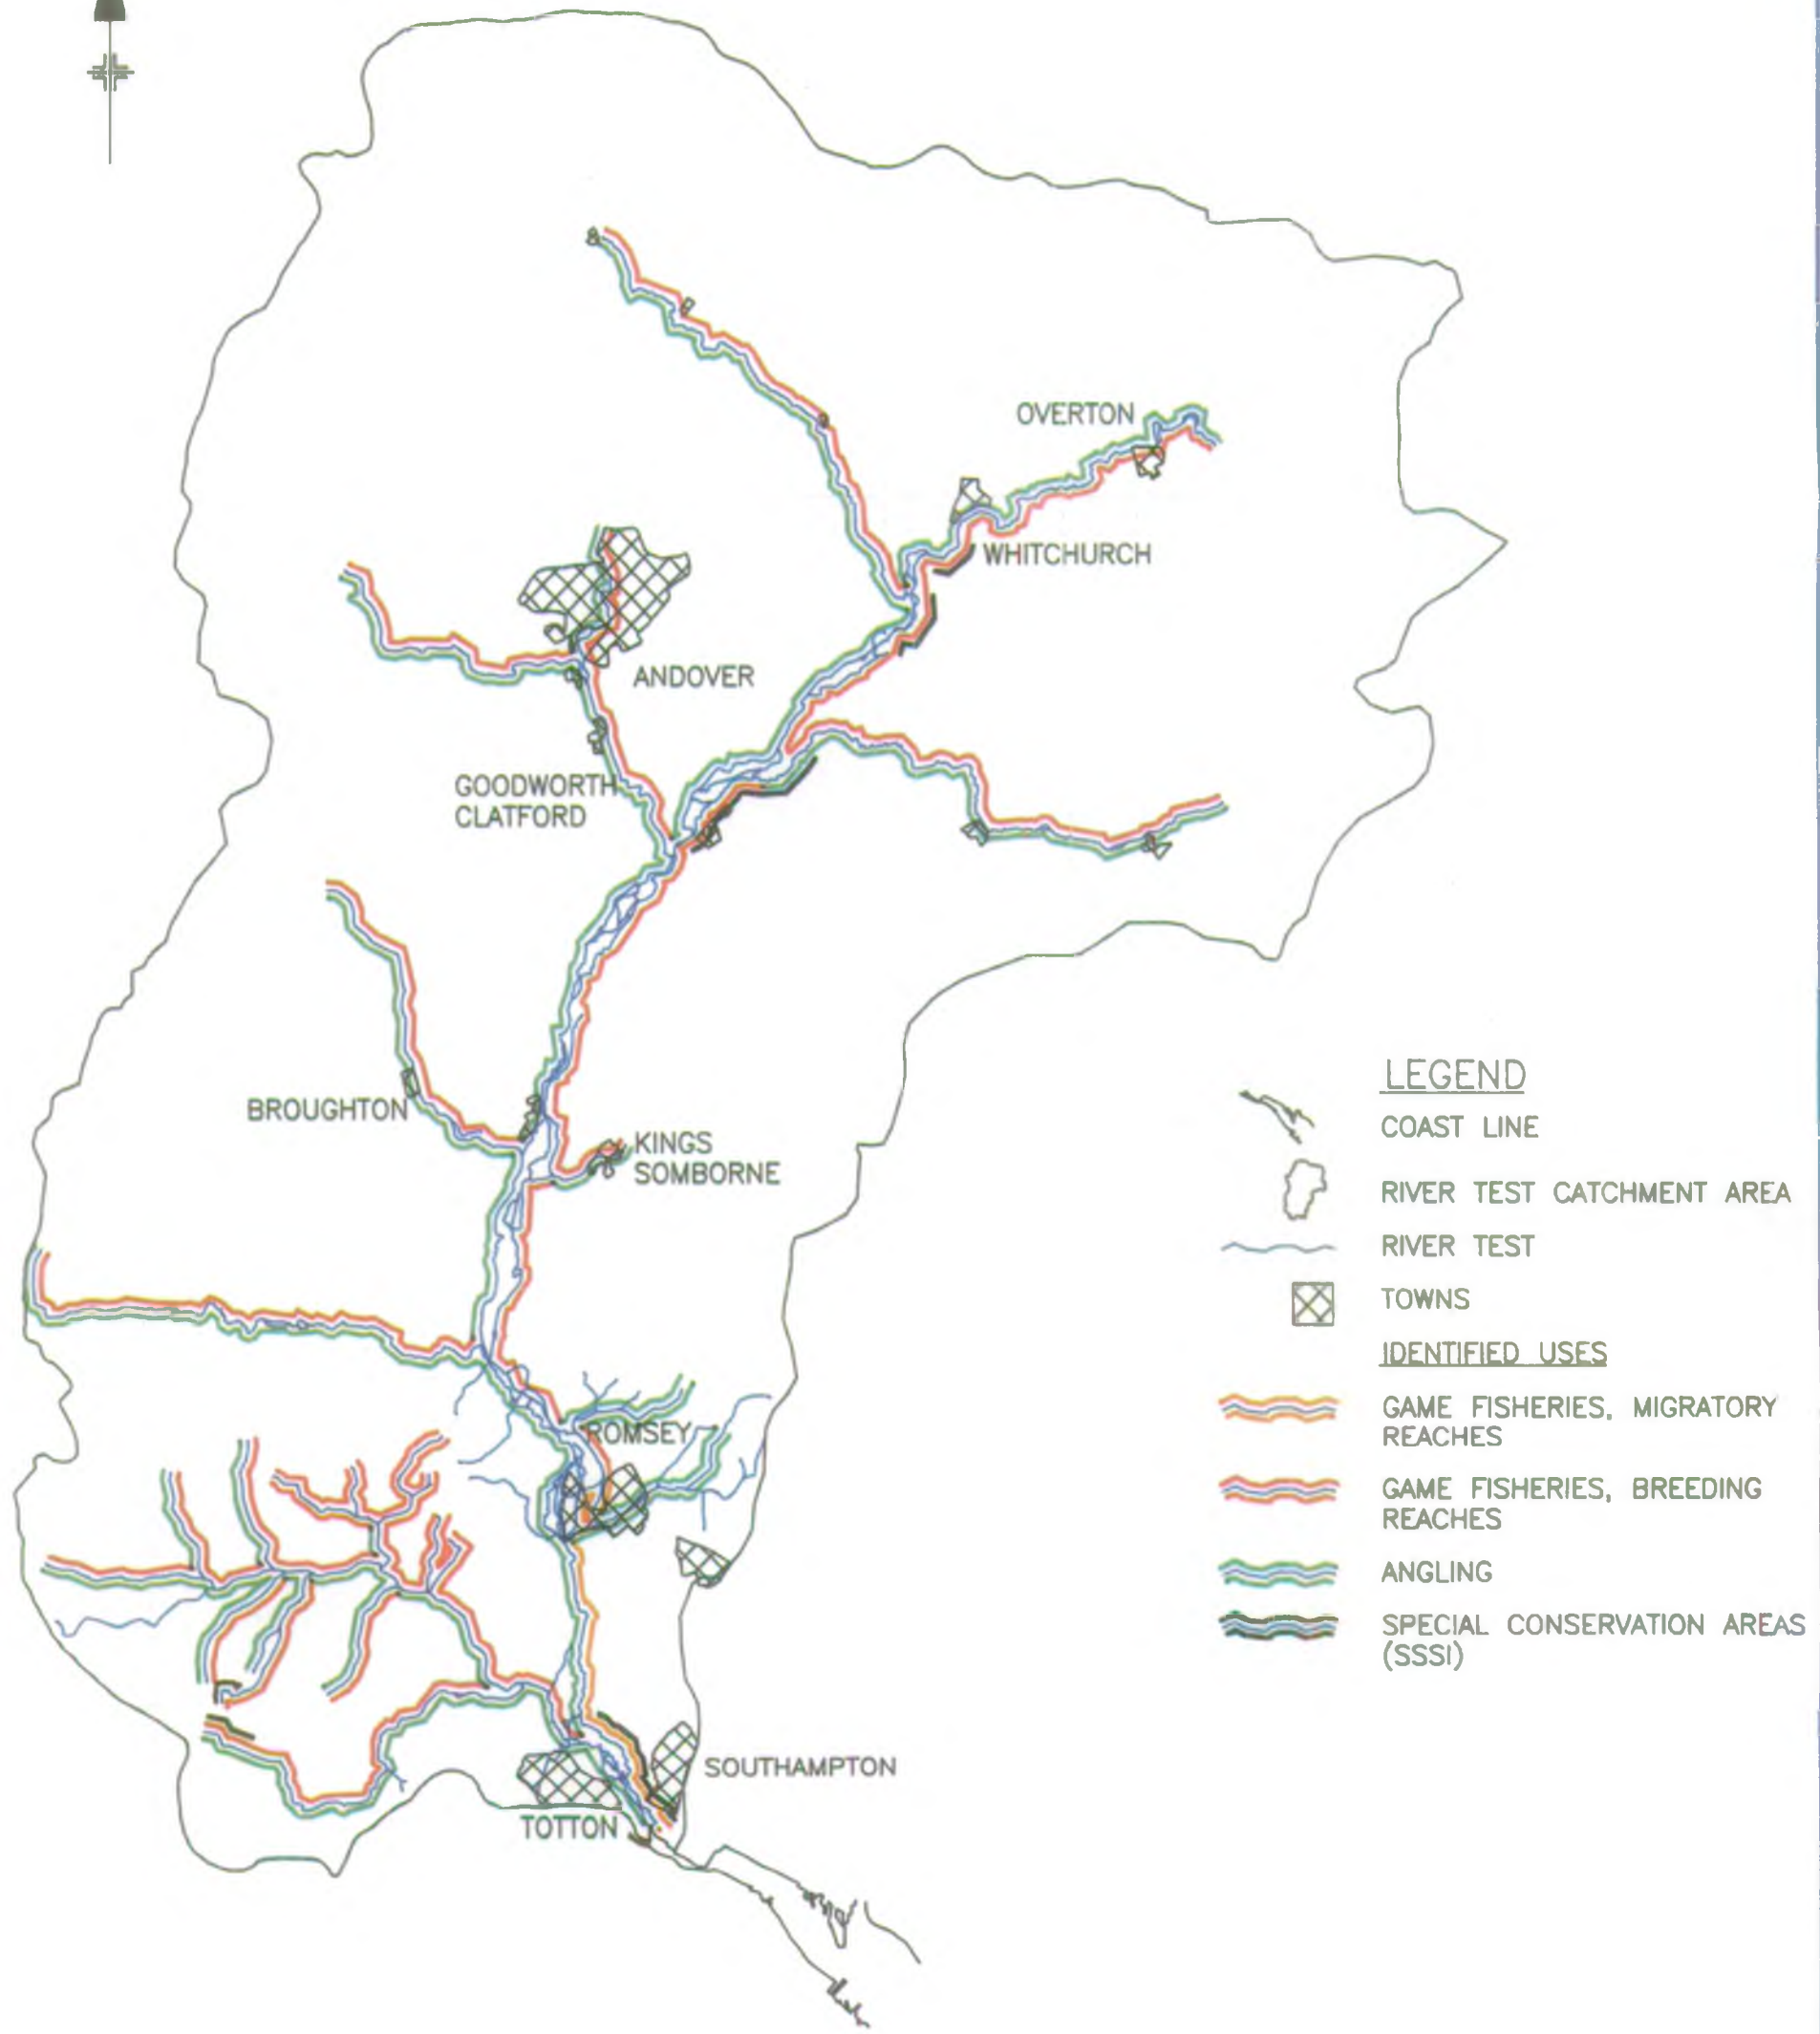 OVERTON
WHITCHURCH
ANDOVER
GOODWORTH
CLATFORD
BROUGHTON
KINGS
SOMBORNE
ROMSEY
SOUTHAMPTON
TOTTON
LEGEND
COAST LINE
RIVER TEST CATCHMENT AREA
RIVER TEST
TOWNS
IDENTIFIED USES
GAME FISHERIES, MIGRATORY
REACHES
GAME FISHERIES, BREEDING
REACHES
ANGLING
SPECIAL CONSERVATION AREAS
(SSSI)